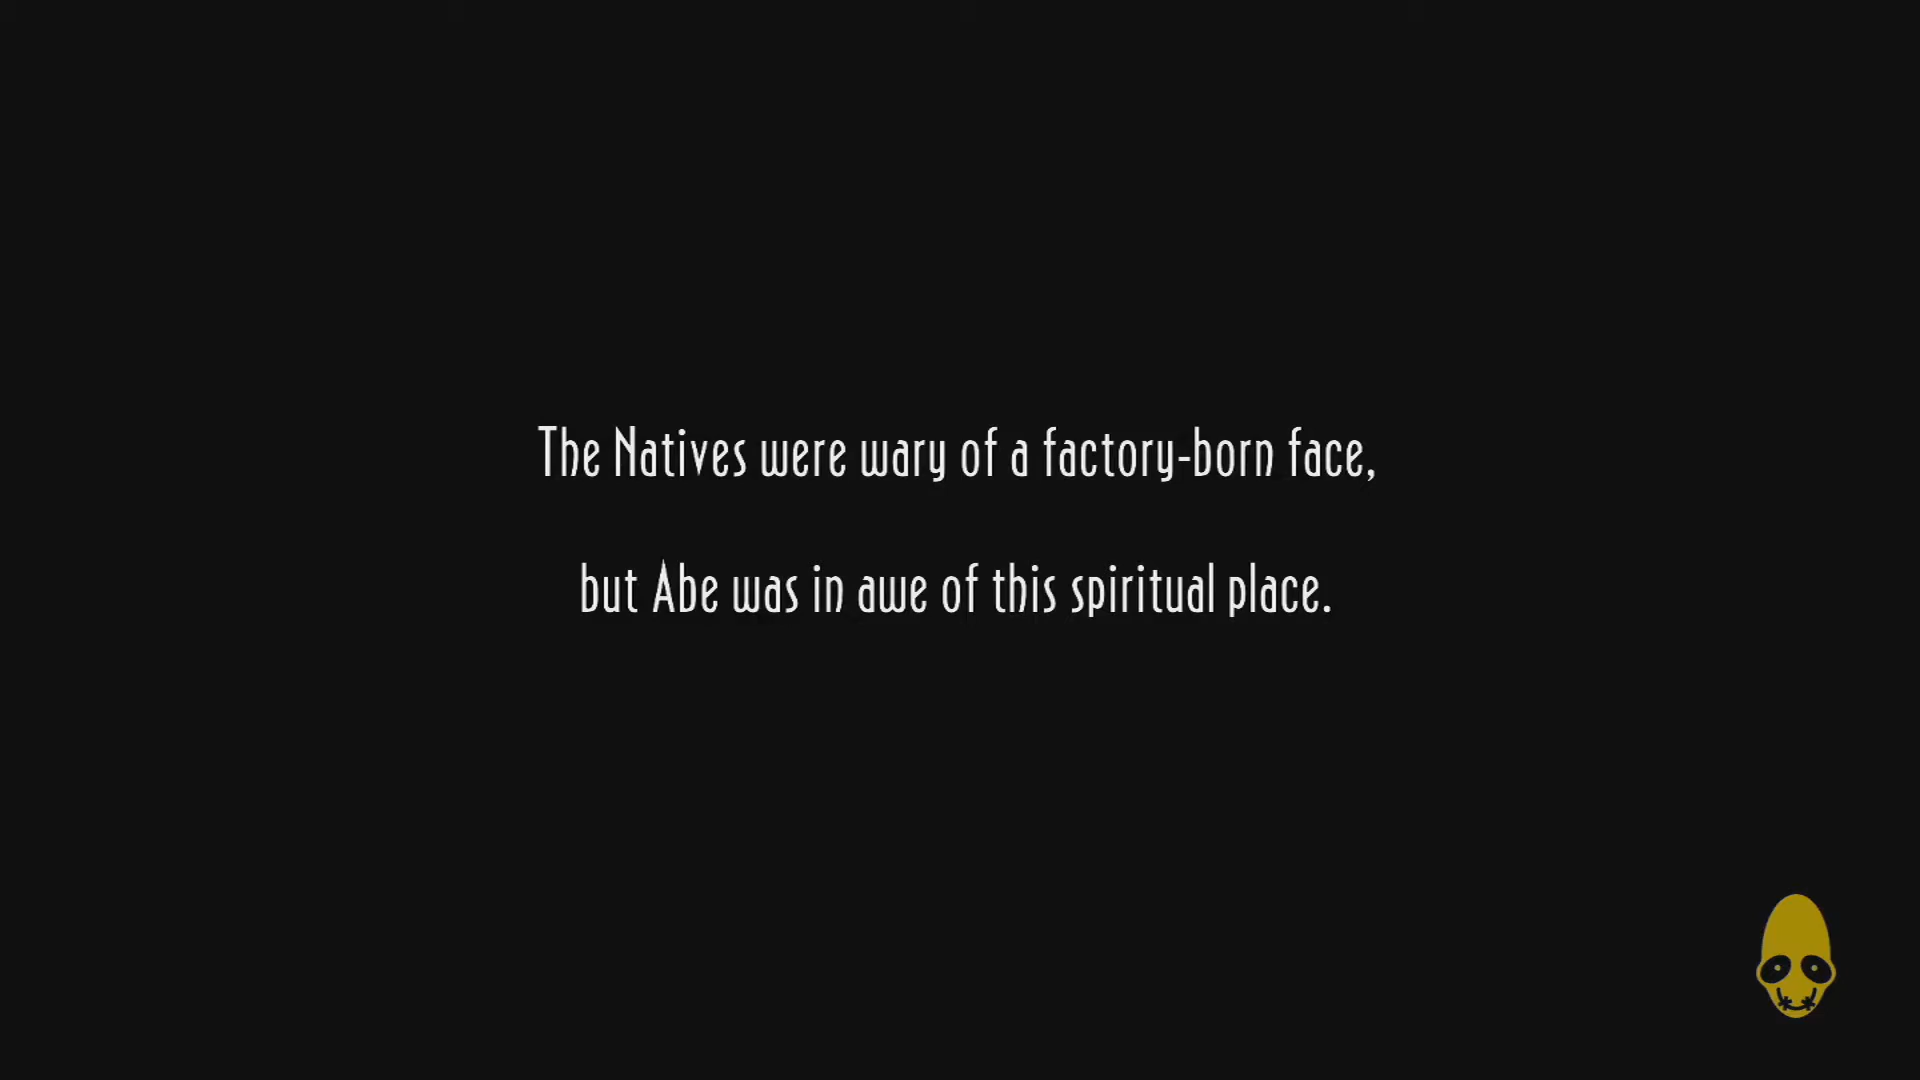 The Natives were wary of a factory-born face,
but Abe was in awe of this spiritual place.